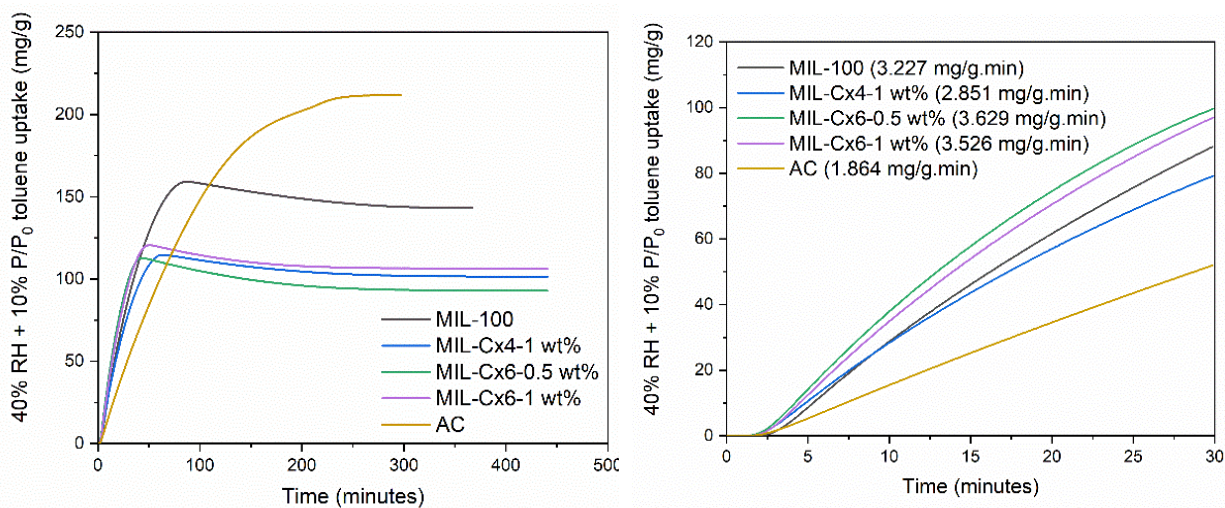 40% RH + 10% P/P₀ toluene uptake (mg/g)
250
200
150
100
50
0
0 100 200 300 400 500
Time (minutes)
MIL-100
MIL-Cx4-1 wt%
MIL-Cx6-0.5 wt%
MIL-Cx6-1 wt%
AC
40% RH + 10% P/P₀ toluene uptake (mg/g)
120
100
80
60
40
20
0
0 5 10 15 20 25 30
Time (minutes)
MIL-100 (3.227 mg/g.min)
MIL-Cx4-1 wt% (2.851 mg/g.min)
MIL-Cx6-0.5 wt% (3.629 mg/g.min)
MIL-Cx6-1 wt% (3.526 mg/g.min)
AC (1.864 mg/g.min)